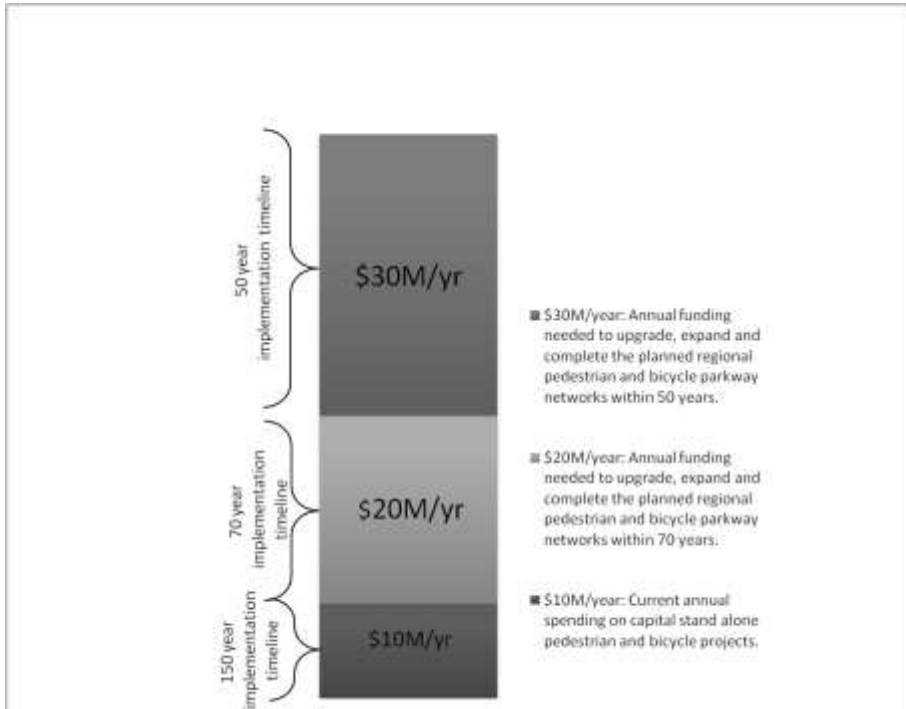 50 year
implementation timeline
$30M/yr
70 year
implementation
timeline
$20M/yr
150 year
implementation
timeline
$10M/yr
$30M/year: Annual funding
needed to upgrade, expand and
complete the planned regional
pedestrian and bicycle parkway
networks within 50 years.
$20M/year: Annual funding
needed to upgrade, expand and
complete the planned regional
pedestrian and bicycle parkway
networks within 70 years.
$10M/year: Current annual
spending on capital stand alone
pedestrian and bicycle projects.